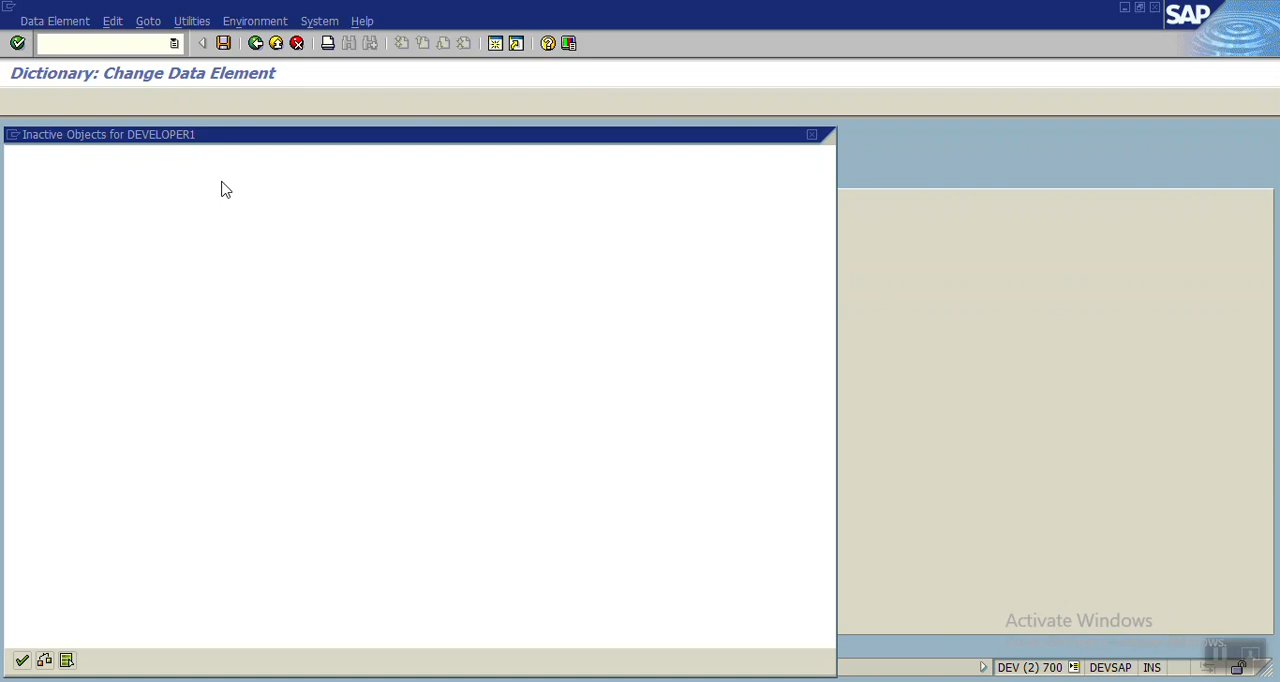 Data Element Edit Goto Utilities Environment System Help
SAP
Dictionary: Change Data Element
Inactive Objects for DEVELOPER1
Activate Windows
DEV (2) 700 DEVSAP INS